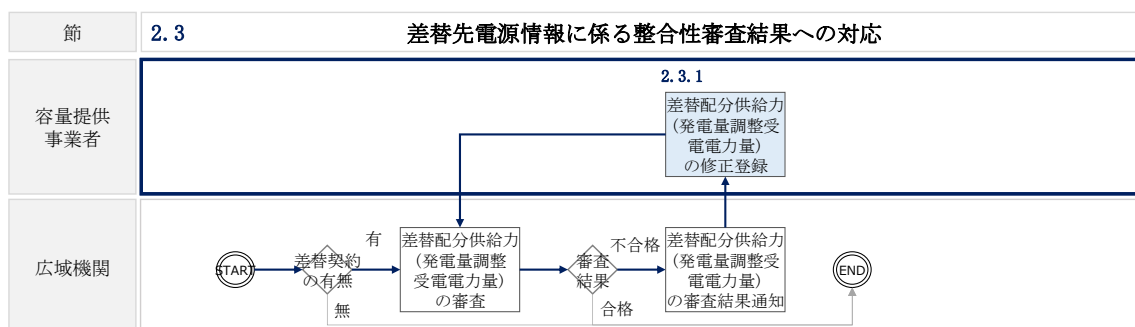 節
2.3
差替先電源情報に係る整合性審査結果への対応
容量提供
事業者
2.3.1
差替配分供給力
(発電量調整受
電電力量)
の修正登録
広域機関
START
差替契約
の有無
有
無
差替配分供給力
(発電量調整
受電電力量)
の審査
審査
結果
不合格
合格
差替配分供給力
(発電量調整受
電電力量)
の審査結果通知
END